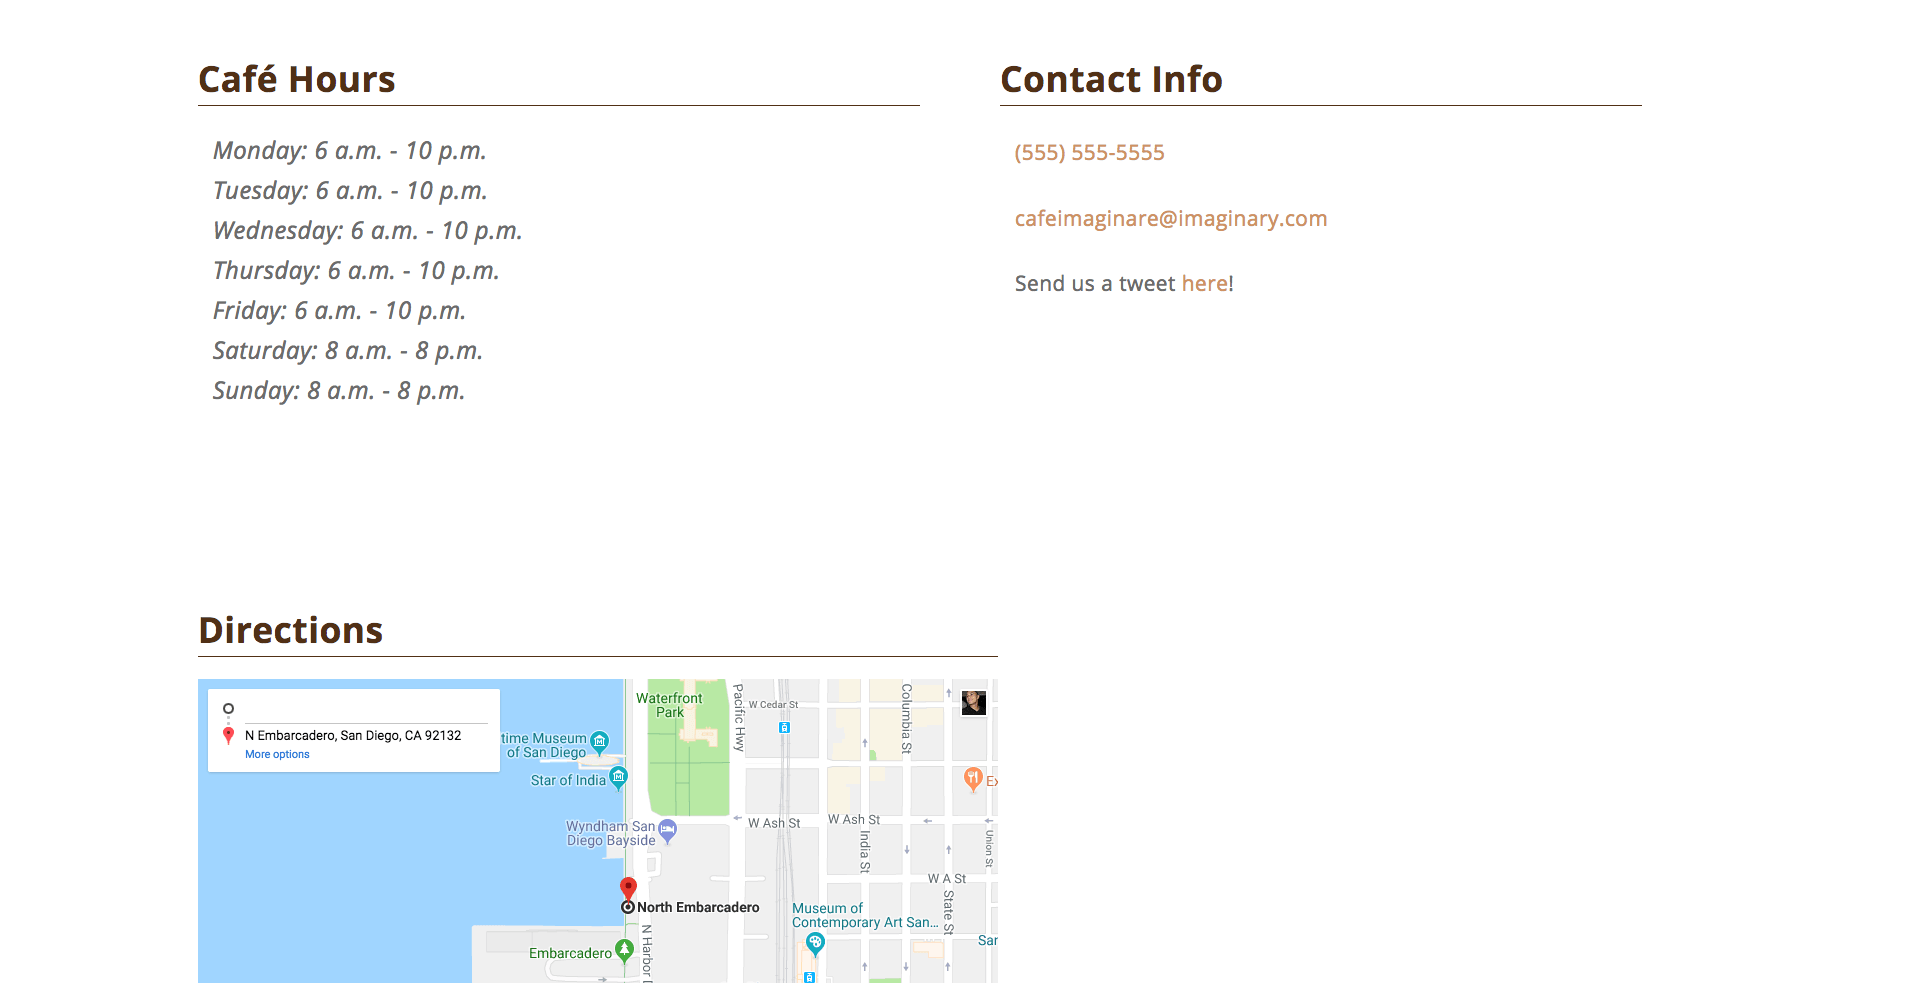 Café Hours
Monday: 6 a.m. - 10 p.m.
Tuesday: 6 a.m. - 10 p.m.
Wednesday: 6 a.m. - 10 p.m.
Thursday: 6 a.m. - 10 p.m.
Friday: 6 a.m. - 10 p.m.
Saturday: 8 a.m. - 8 p.m.
Sunday: 8 a.m. - 8 p.m.
Contact Info
(555) 555-5555
cafeimaginare@imaginary.com
Send us a tweet here!
Directions
N Embarcadero, San Diego, CA 92132
More options
time Museum
of San Diego
Star of India
Waterfront
Park
Pacific Hwy
W Cedar St
Columbia St
Ex
Wyndham San
Diego Bayside
W Ash St
W Ash St
India St
Union St
W A St
State St
North Embarcadero
Museum of
Contemporary Art San...
San
Embarcadero
N Harbor D